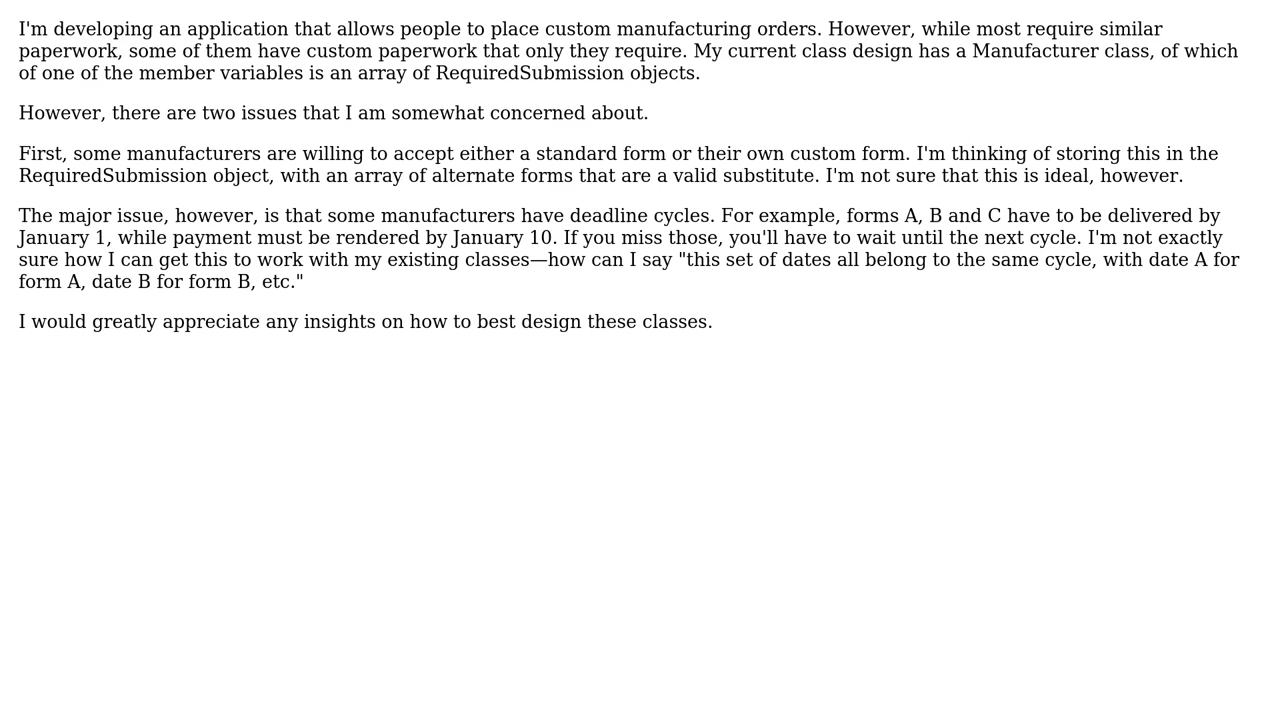 I'm developing an application that allows people to place custom manufacturing orders. However, while most require similar
paperwork, some of them have custom paperwork that only they require. My current class design has a Manufacturer class, of which
of one of the member variables is an array of RequiredSubmission objects.
However, there are two issues that I am somewhat concerned about.
First, some manufacturers are willing to accept either a standard form or their own custom form. I'm thinking of storing this in the
RequiredSubmission object, with an array of alternate forms that are a valid substitute. I'm not sure that this is ideal, however.
The major issue, however, is that some manufacturers have deadline cycles. For example, forms A, B and C have to be delivered by
January 1, while payment must be rendered by January 10. If you miss those, you'll have to wait until the next cycle. I'm not exactly
sure how I can get this to work with my existing classes—how can I say "this set of dates all belong to the same cycle, with date A for
form A, date B for form B, etc."
I would greatly appreciate any insights on how to best design these classes.